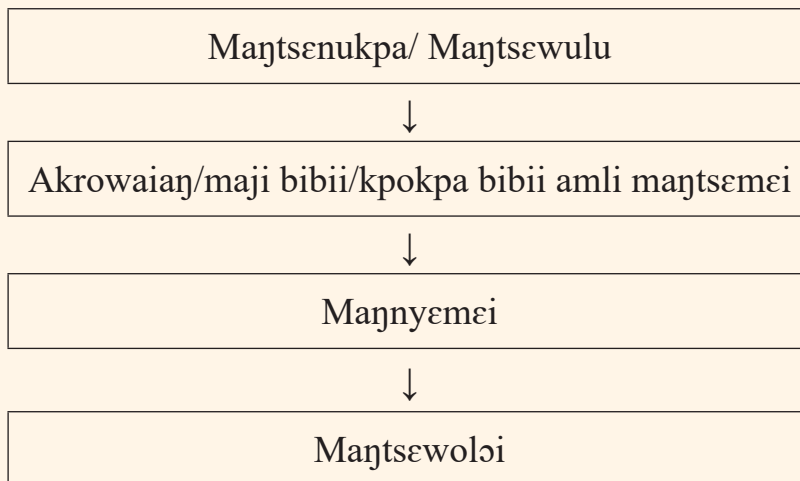 Maŋtsɛnukpa/ Maŋtsɛwulu
↓
Akrowaiaŋ/maji bibii/kpokpa bibii amli maŋtsɛmɛi
↓
Maŋnyɛmɛi
↓
Maŋtsɛwolɔi